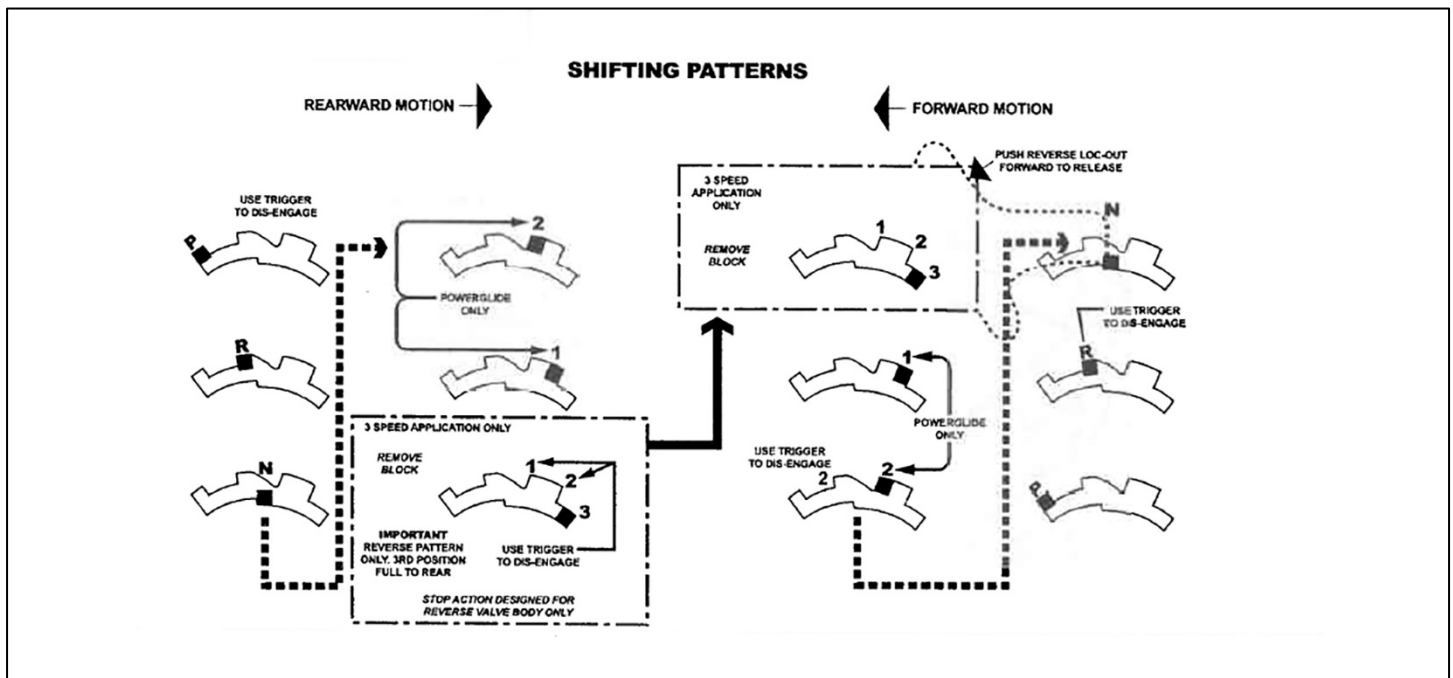 SHIFTING PATTERNS
REARWARD MOTION
FORWARD MOTION
USE TRIGGER
TO DIS-ENGAGE
P
R
N
2
POWERGLIDE
ONLY
1
3 SPEED APPLICATION ONLY
REMOVE
BLOCK
1
2
3
IMPORTANT
REVERSE PATTERN
ONLY. 3RD POSITION
FULL TO REAR
USE TRIGGER
TO DIS-ENGAGE
STOP ACTION DESIGNED FOR
REVERSE VALVE BODY ONLY
3 SPEED
APPLICATION
ONLY
REMOVE
BLOCK
1
2
3
PUSH REVERSE LOC-OUT
FORWARD TO RELEASE
1
POWERGLIDE
ONLY
USE TRIGGER
TO DIS-ENGAGE
2
2
N
USE TRIGGER
TO DIS-ENGAGE
R
P